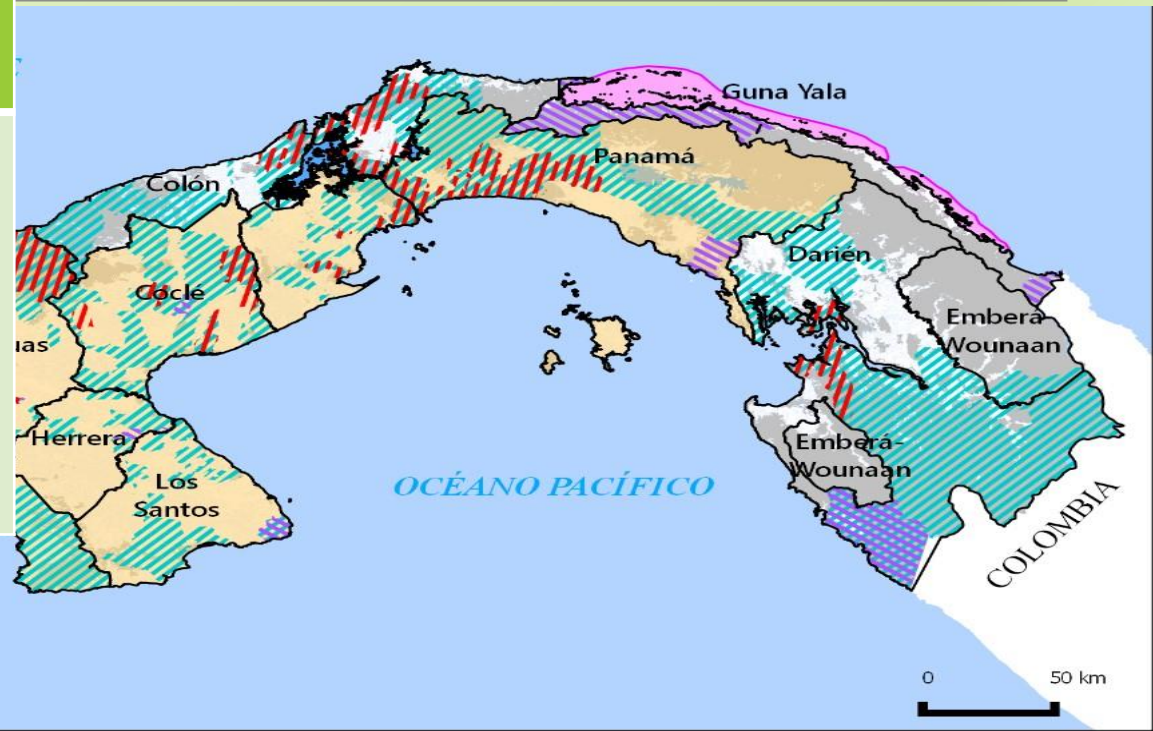 Guna Yala
Panamá
Colón
Darién
Coclé
Emberá
Wounaan
uas
Herrera
Emberá-
Wounaan
Los
Santos
OCÉANO PACÍFICO
COLOMBIA
0 50 km